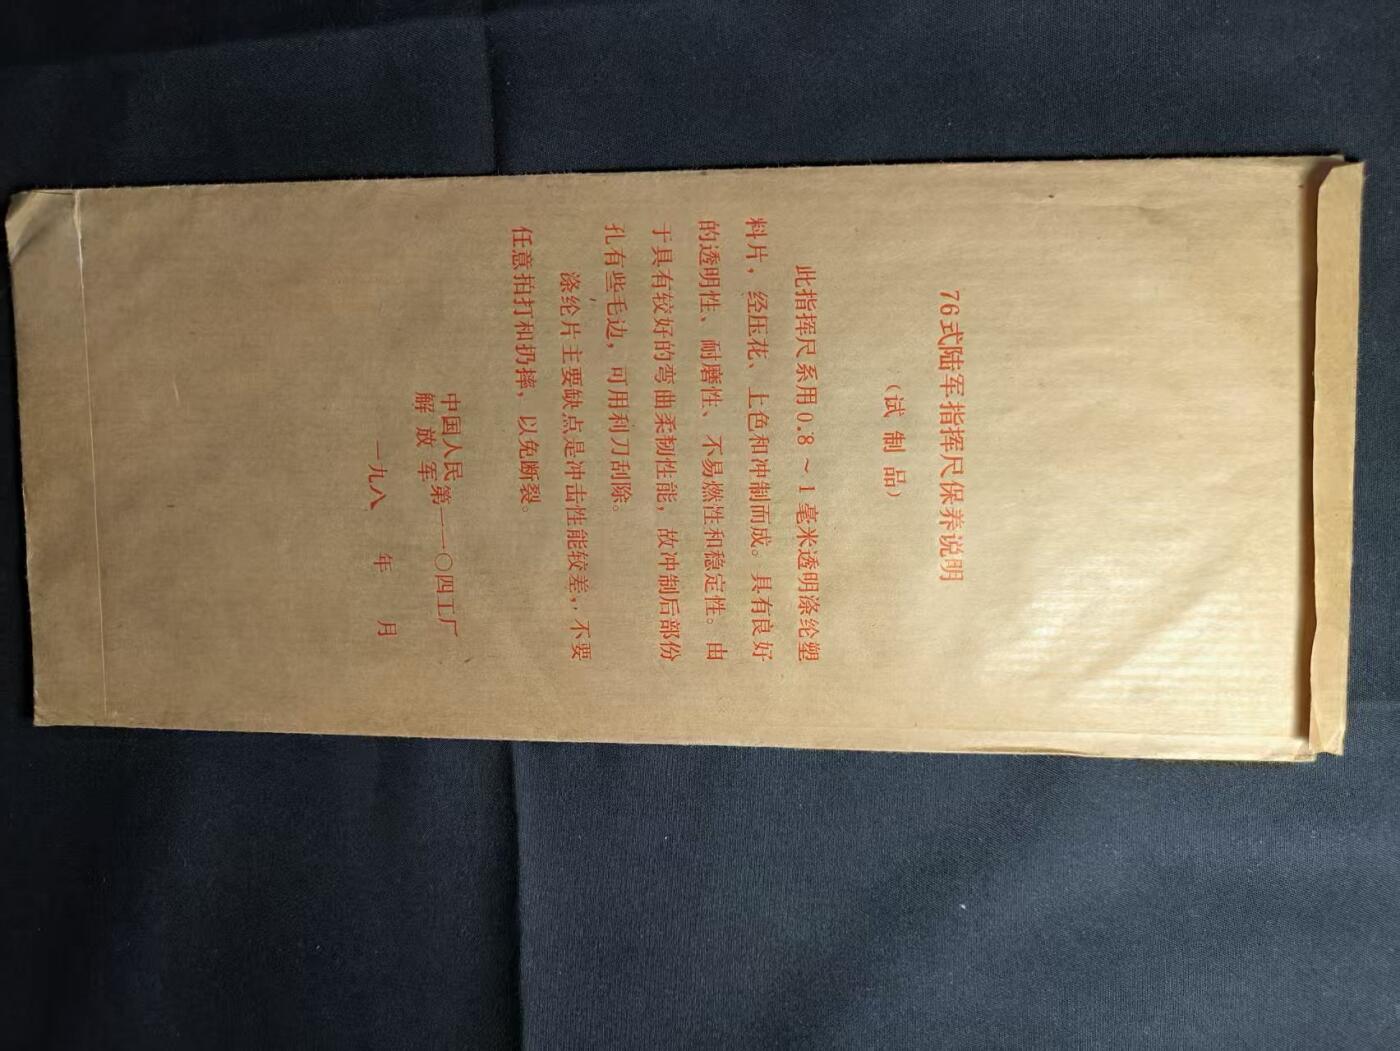 76式陆军指挥尺保养说明
（试制品）
此指挥尺系用0.8～1毫米透明涤纶塑
料片，经压花、上色和冲制而成。具有良好
的透明性、耐磨性、不易燃性和稳定性。由
于具有较好的弯曲柔韧性能，故冲制后部份
孔有些毛边，可用利刀刮除。
涤纶片主要缺点是冲击性能较差，不要
任意拍打和扔摔，以免断裂。
中国人民
解放军第一一〇四工厂
一九八　年　月